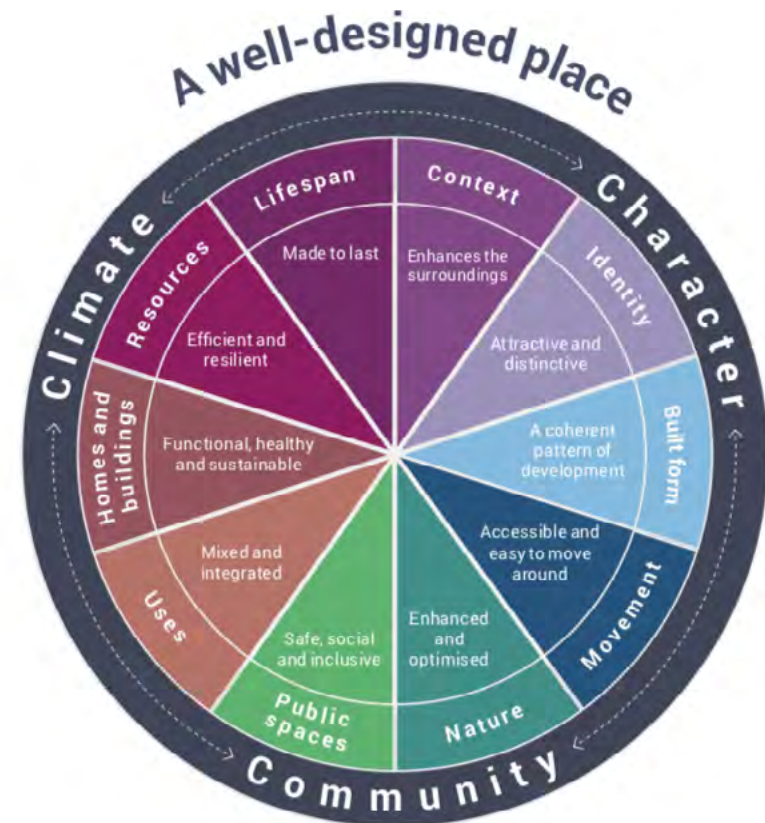 A well-designed place
Climate
Character
Community
Lifespan
Made to last
Context
Enhances the
surroundings
Identity
Attractive and
distinctive
Built form
A coherent
pattern of
development
Movement
Accessible and
easy to move
around
Nature
Enhanced
and
optimised
Public
spaces
Safe, social
and inclusive
Uses
Mixed and
integrated
Homes and
buildings
Functional, healthy
and sustainable
Resources
Efficient and
resilient